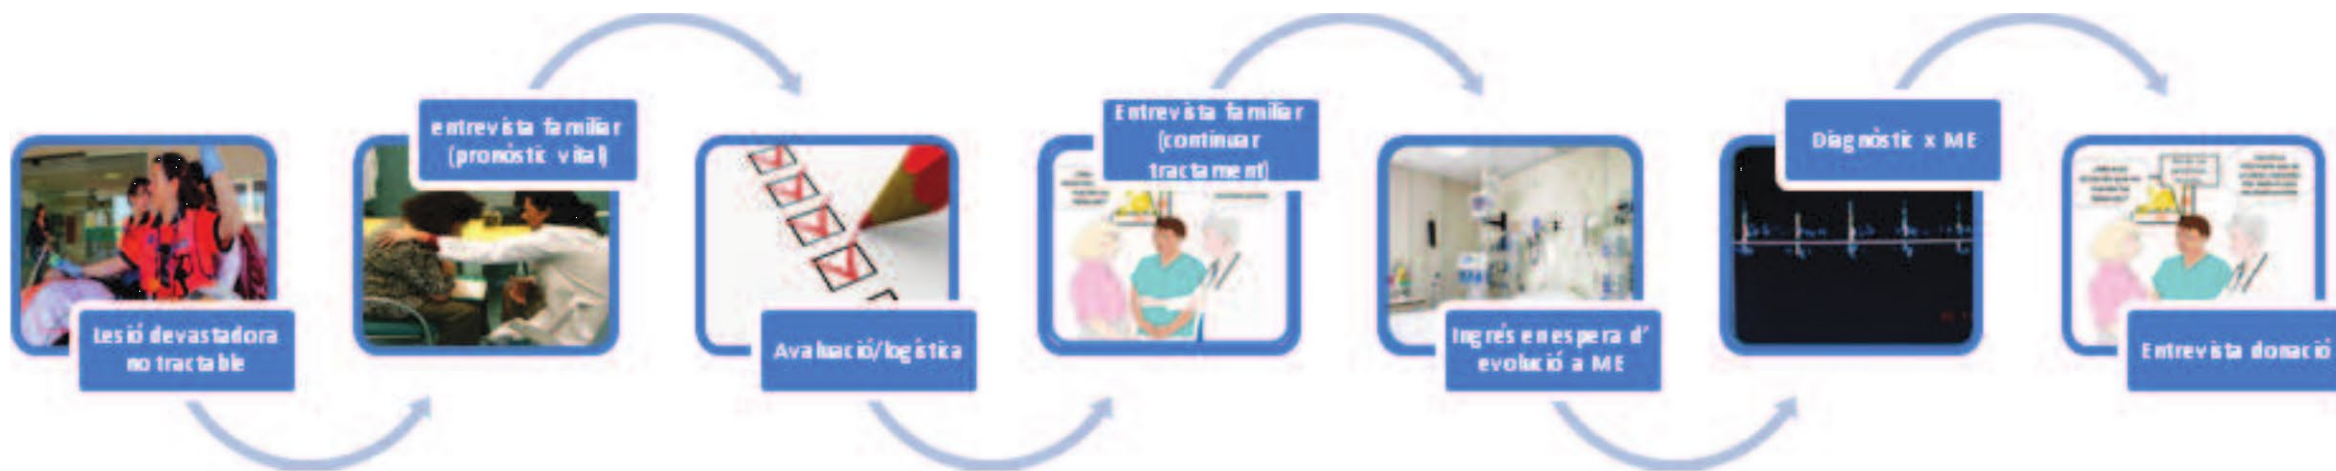 Lesió devastadora
no tractable
entrevista familiar
(pronòstic vital)
Avaluació/logística
Entrevista familiar
(continuar
tractament)
Ingrés en espera d'
evolució a ME
Diagnòstic x ME
Entrevista donació